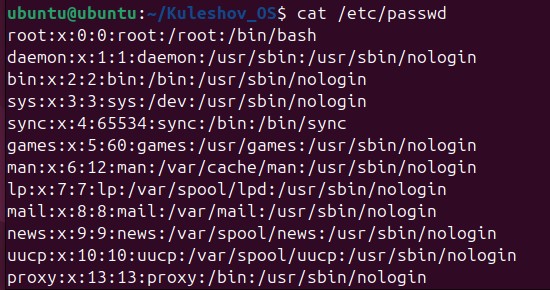 ubuntu@ubuntu:~/Kuleshov_OS$ cat /etc/passwd
root:x:0:0:root:/root:/bin/bash
daemon:x:1:1:daemon:/usr/sbin:/usr/sbin/nologin
bin:x:2:2:bin:/bin:/usr/sbin/nologin
sys:x:3:3:sys:/dev:/usr/sbin/nologin
sync:x:4:65534:sync:/bin:/bin/sync
games:x:5:60:games:/usr/games:/usr/sbin/nologin
man:x:6:12:man:/var/cache/man:/usr/sbin/nologin
lp:x:7:7:lp:/var/spool/lpd:/usr/sbin/nologin
mail:x:8:8:mail:/var/mail:/usr/sbin/nologin
news:x:9:9:news:/var/spool/news:/usr/sbin/nologin
uucp:x:10:10:uucp:/var/spool/uucp:/usr/sbin/nologin
proxy:x:13:13:proxy:/bin:/usr/sbin/nologin